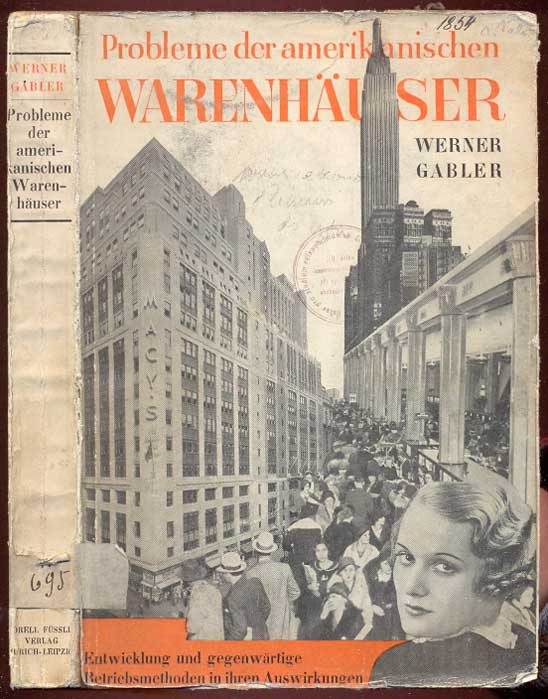 WERNER
GABLER
Probleme
der
ameri-
kanischen
Waren-
häuser
695
ORELL FÜSSLI
VERLAG
ZÜRICH-LEIPZIG
1854
Probleme der amerikanischen
WARENHÄUSER
WERNER
GABLER
MACY'S
Entwicklung und gegenwärtige
Betriebsmethoden in ihren Auswirkungen